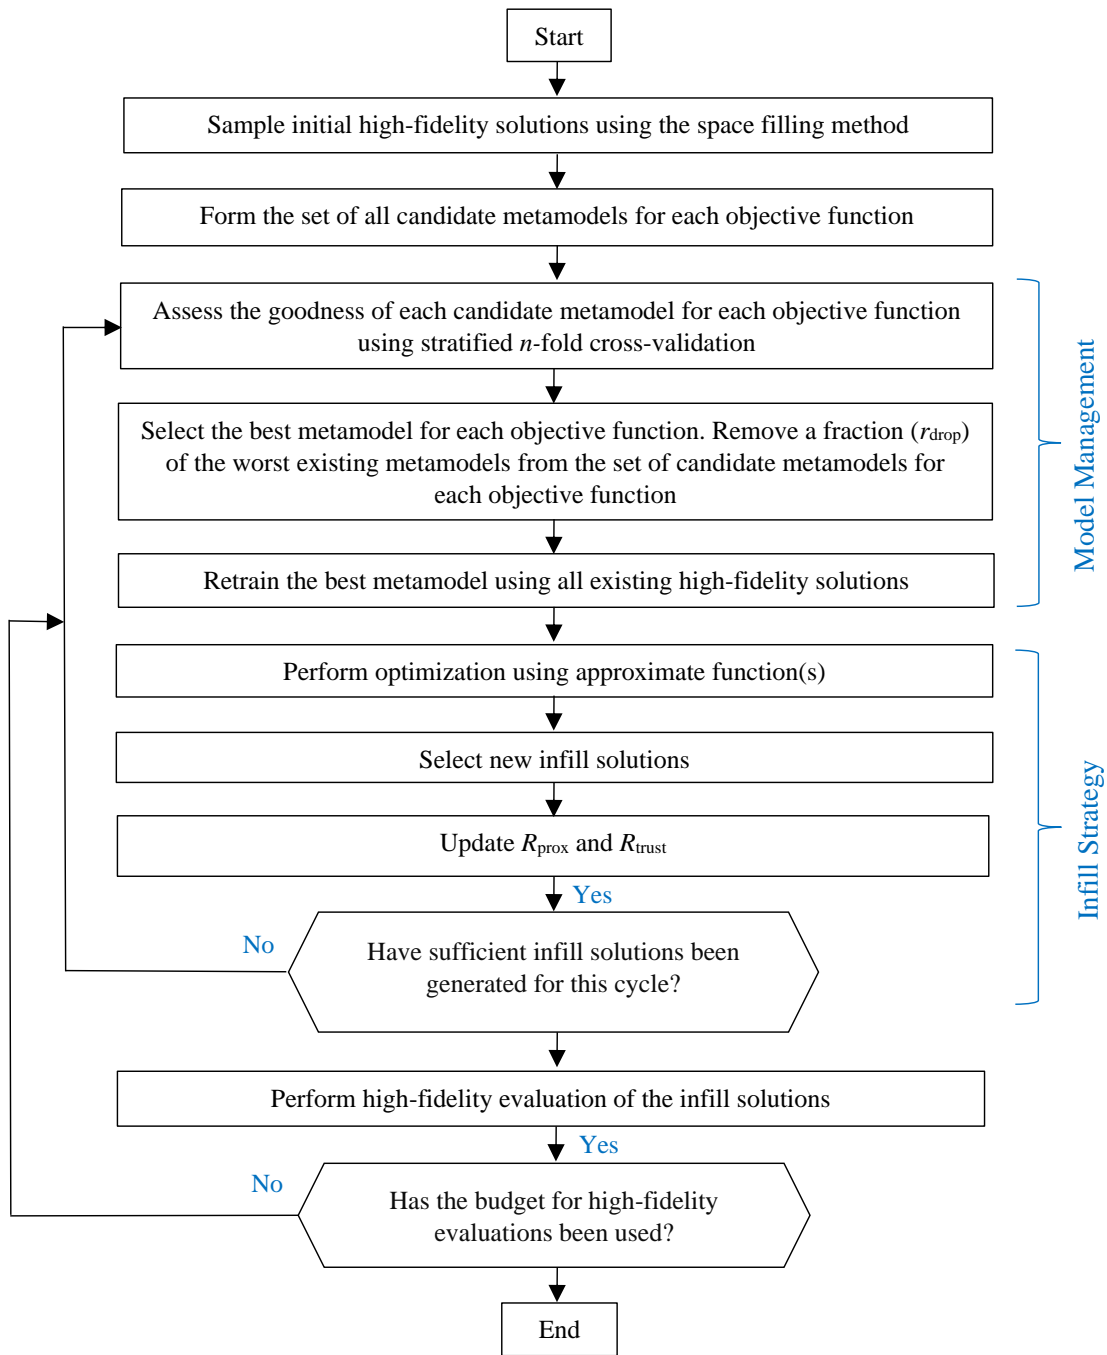 Start
Sample initial high-fidelity solutions using the space filling method
Form the set of all candidate metamodels for each objective function
Assess the goodness of each candidate metamodel for each objective function
using stratified n-fold cross-validation
Select the best metamodel for each objective function. Remove a fraction (rdrop)
of the worst existing metamodels from the set of candidate metamodels for
each objective function
Retrain the best metamodel using all existing high-fidelity solutions
Model Management
Perform optimization using approximate function(s)
Select new infill solutions
Update Rprox and Rtrust
Infill Strategy
Yes
No
Have sufficient infill solutions been
generated for this cycle?
Perform high-fidelity evaluation of the infill solutions
Yes
No
Has the budget for high-fidelity
evaluations been used?
End